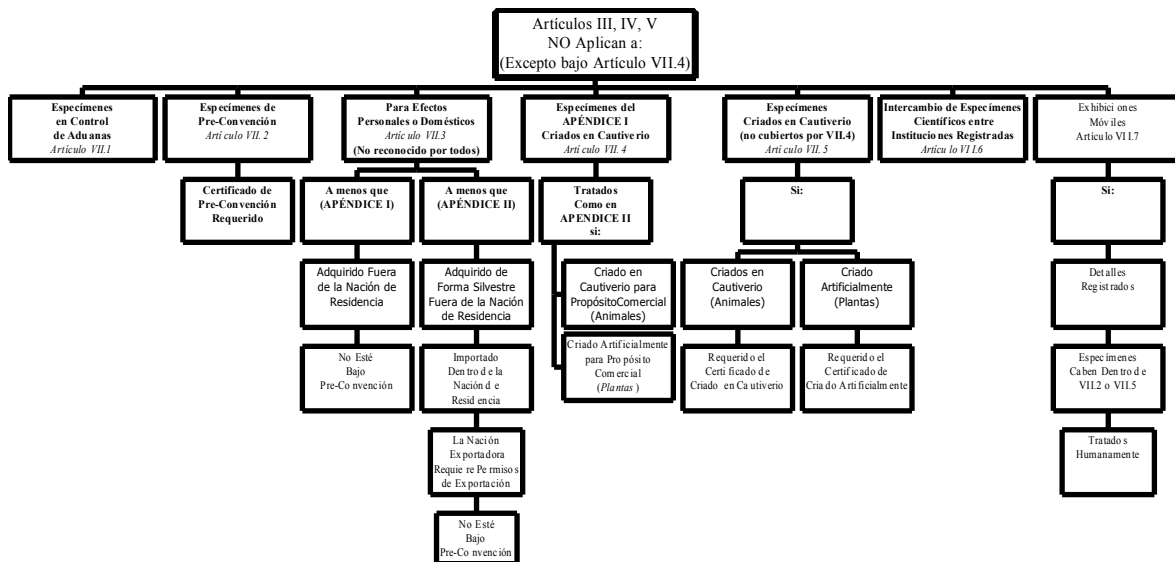 Artículos III, IV, V
NO Aplican a:
(Excepto bajo Artículo VII.4)
Especímenes
en Control
de Aduanas
Artículo VII.1
Especímenes de
Pre-Convención
Artículo VII. 2
Para Efectos
Personales o Domésticos
Artículo VII.3
(No reconocido por todos)
Especímenes del
APÉNDICE I
Criados en Cautiverio
Artículo VII. 4
Especímenes
Criados en Cautiverio
(no cubiertos por VII.4)
Artículo VII. 5
Intercambio de Especímenes
Científicos entre
Instituciones Registradas
Artículo VII.6
Exhibiciones
Móviles
Artículo VII.7
Certificado de
Pre-Convención
Requerido
A menos que
(APÉNDICE I)
A menos que
(APÉNDICE II)
Tratados
Como en
APENDICE II
si:
Si:
Si:
Adquirido Fuera
de la Nación de
Residencia
Adquirido de
Forma Silvestre
Fuera de la Nación
de Residencia
Criado en
Cautiverio para
PropósitoComercial
(Animales)
Criados en
Cautiverio
(Animales)
Criado
Artificialmente
(Plantas)
Detalles
Registrados
No Esté
Bajo
Pre-Convención
Importado
Dentro de la
Nación de
Residencia
Criado Artificialmente
para Propósito
Comercial
(Plantas)
Requerido el
Certificado de
Criado en Cautiverio
Requerido el
Certificado de
Criado Artificialmente
Especímenes
Caben Dentro de
VII.2 o VII.5
La Nación
Exportadora
Requiere Permisos
de Exportación
Tratados
Humanamente
No Esté
Bajo
Pre-Convención